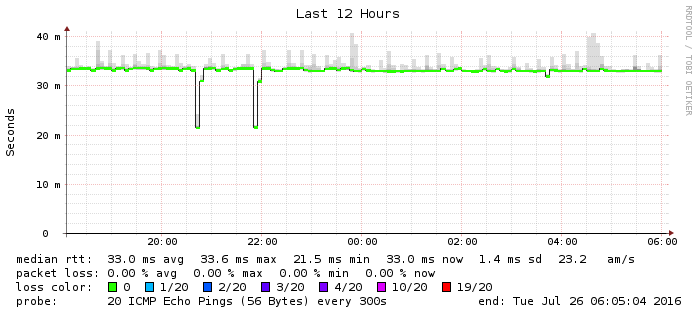 Last 12 Hours
RRDTOOL / TOBI OETIKER
Seconds
40 m
30 m
20 m
10 m
0
20:00 22:00 00:00 02:00 04:00 06:00
median rtt: 33.0 ms avg 33.6 ms max 21.5 ms min 33.0 ms now 1.4 ms sd 23.2 am/s
packet loss: 0.00 % avg 0.00 % max 0.00 % min 0.00 % now
loss color: 0 1/20 2/20 3/20 4/20 10/20 19/20
probe: 20 ICMP Echo Pings (56 Bytes) every 300s end: Tue Jul 26 06:05:04 2016